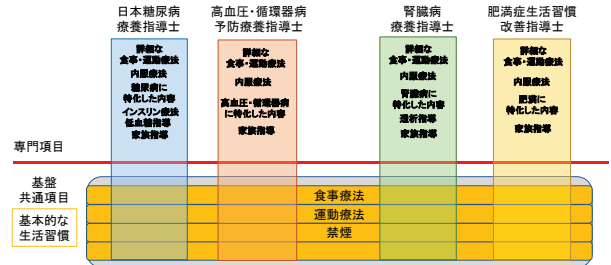 日本糖尿病
療養指導士
高血圧・循環器病
予防療養指導士
腎臓病
療養指導士
肥満症生活習慣
改善指導士
詳細な
食事・運動療法
内服療法
糖尿病に
特化した内容
インスリン療法
低血糖指導
家族指導
詳細な
食事・運動療法
内服療法
高血圧・循環器病
に特化した内容
家族指導
詳細な
食事・運動療法
内服療法
腎臓病に
特化した内容
透析指導
家族指導
詳細な
食事・運動療法
内服療法
肥満に
特化した内容
家族指導
専門項目
基盤
共通項目
基本的な
生活習慣
食事療法
運動療法
禁煙